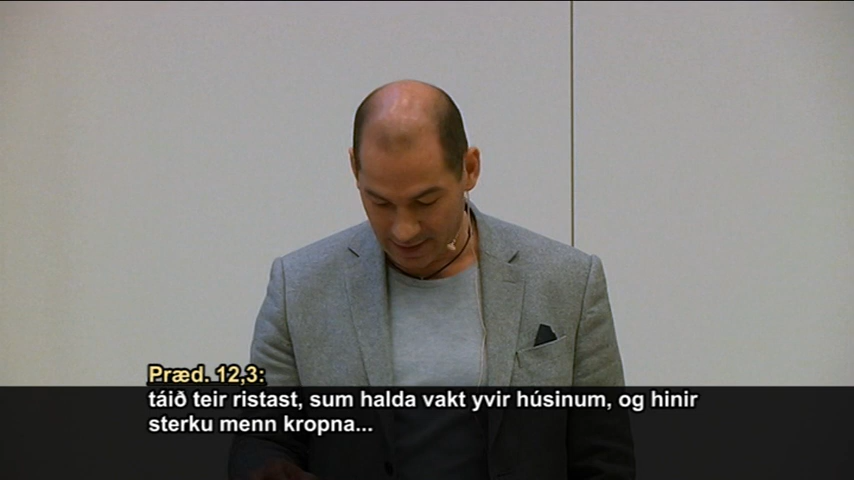 Præd. 12,3:
táið teir ristast, sum halda vakt yvir húsinum, og hinir
sterku menn kropna...